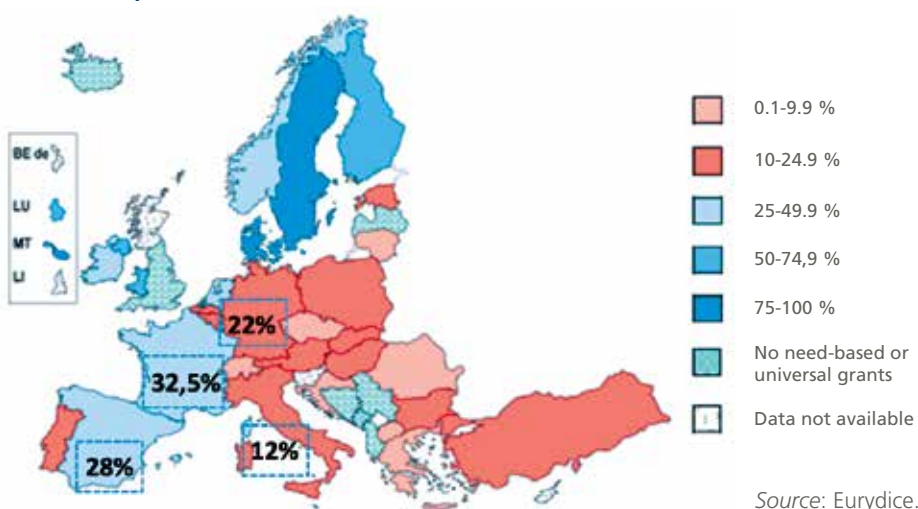 BE de
LU
MT
LI
22%
32,5%
28%
12%
0.1-9.9 %
10-24.9 %
25-49.9 %
50-74,9 %
75-100 %
No need-based or
universal grants
Data not available
Source: Eurydice.